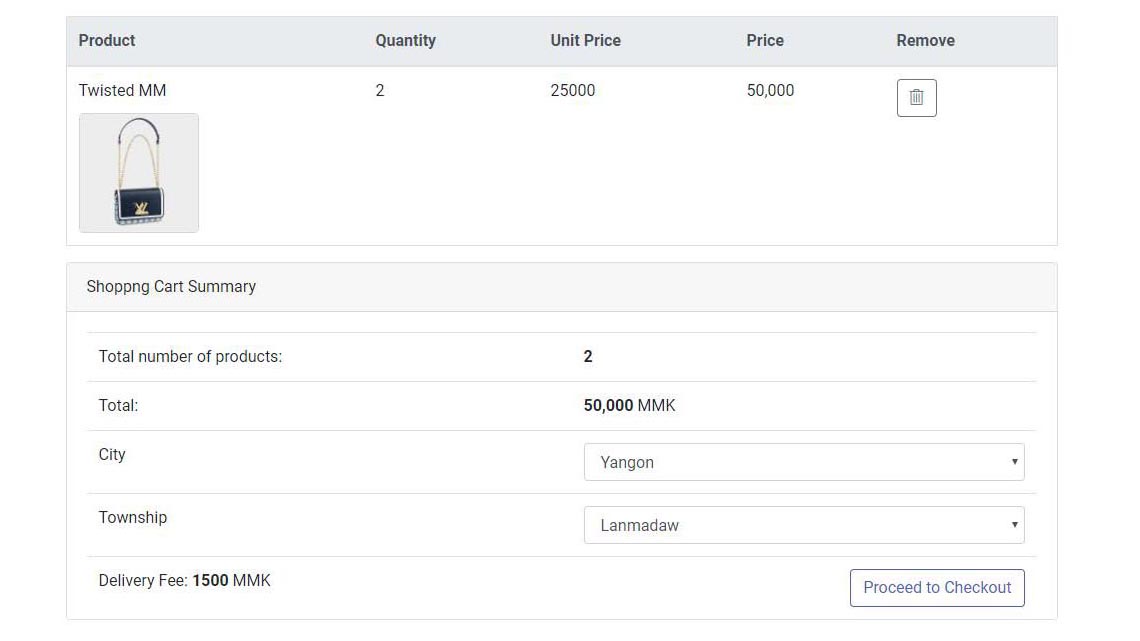 Product Quantity Unit Price Price Remove
Twisted MM 2 25000 50,000
Shoppng Cart Summary
Total number of products: 2
Total: 50,000 MMK
City Yangon
Township Lanmadaw
Delivery Fee: 1500 MMK Proceed to Checkout